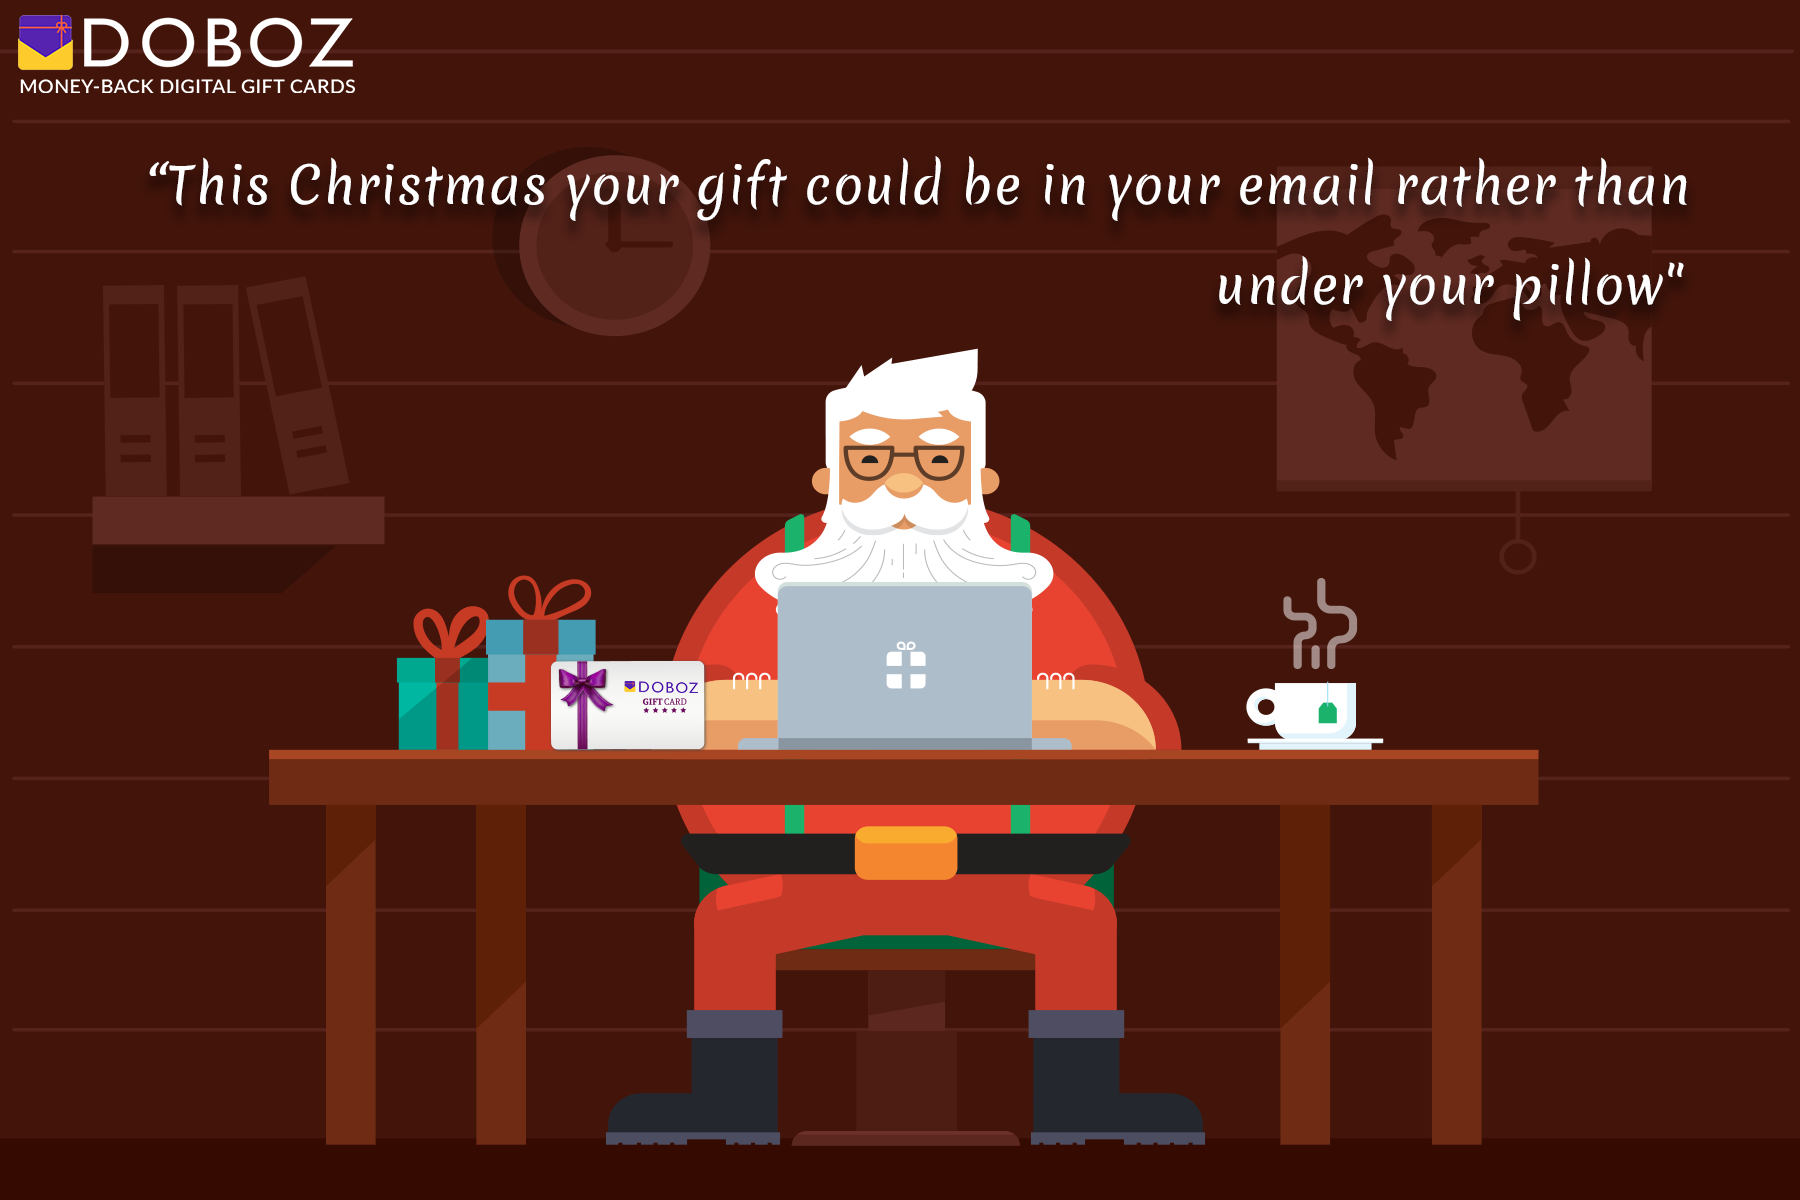 DOBOZ
MONEY-BACK DIGITAL GIFT CARDS
“This Christmas your gift could be in your email rather than
under your pillow"
DOBOZ
GIFT CARD